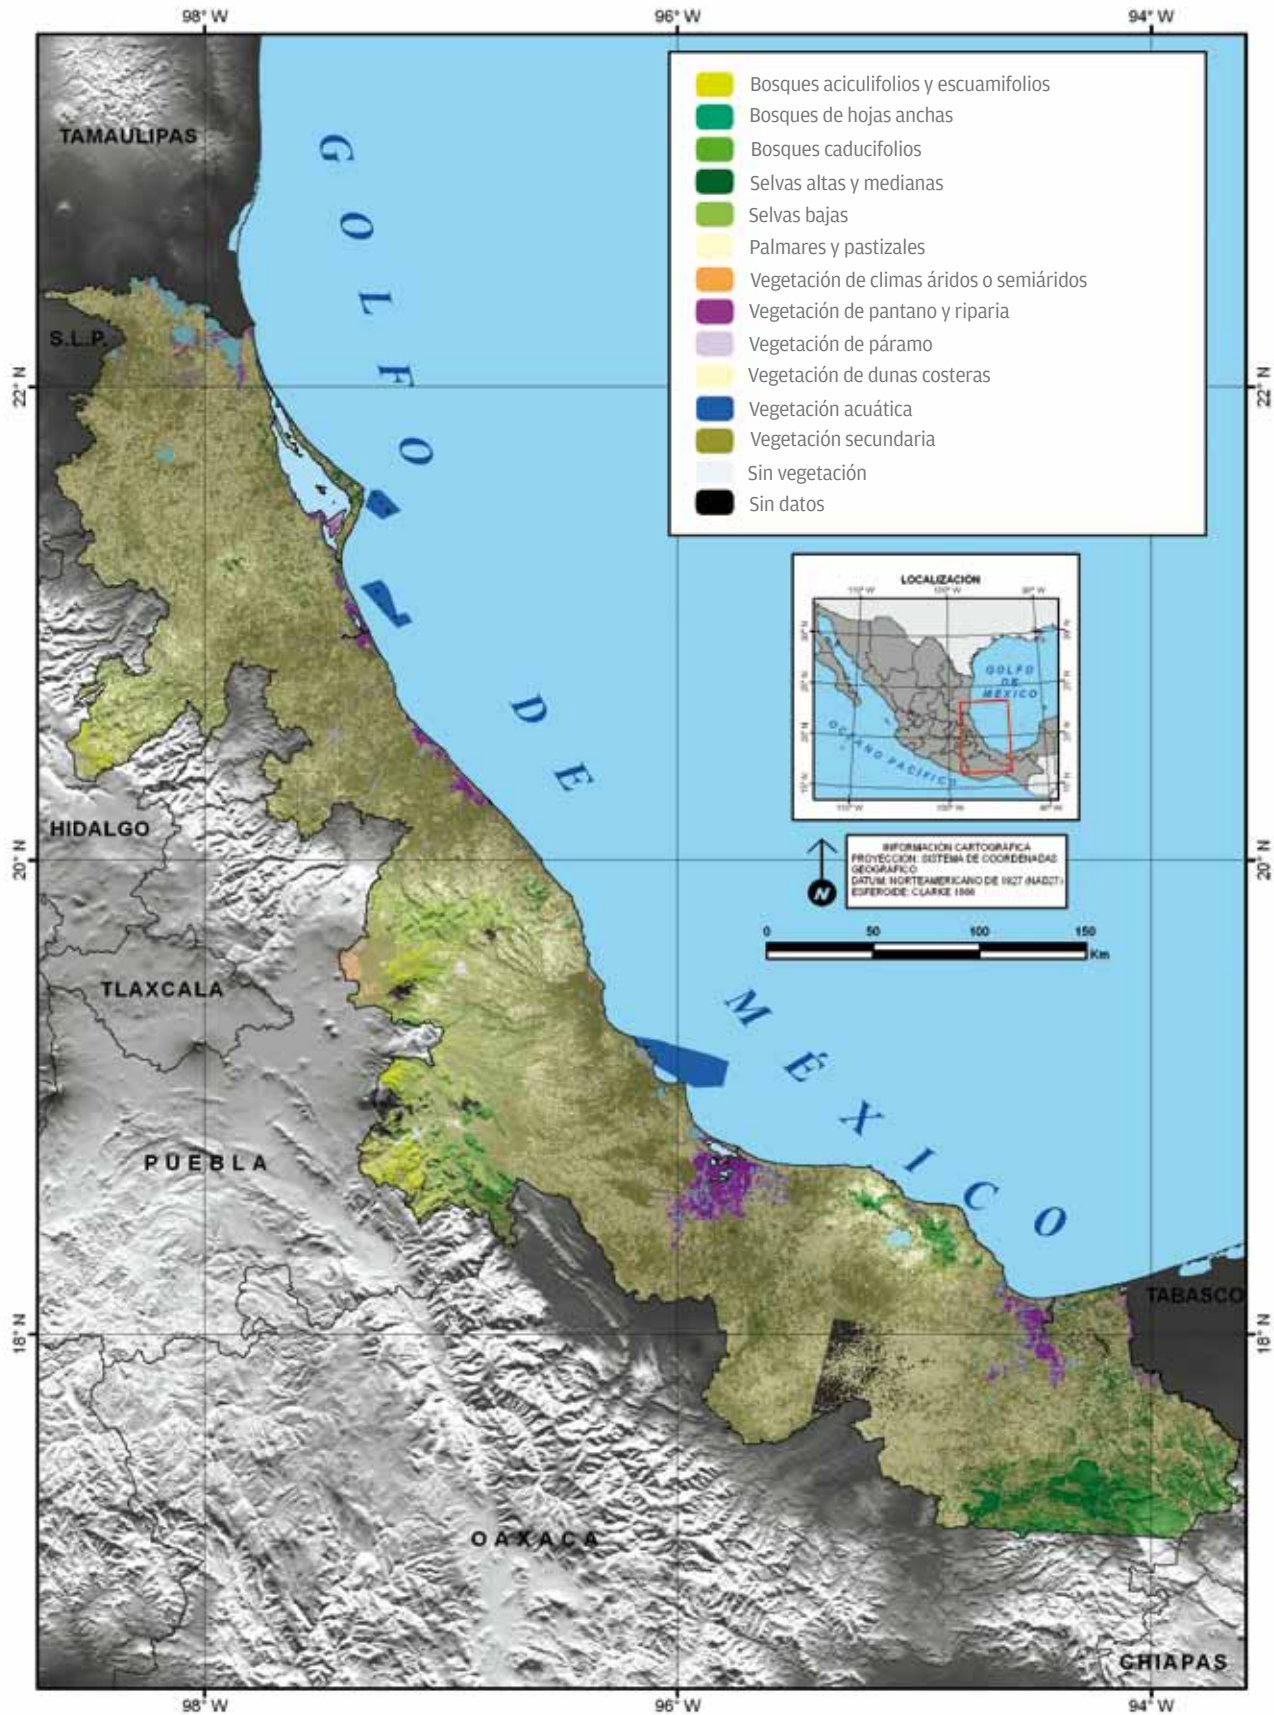 98° W
96° W
94° W
Bosques aciculifolios y escuamifolios
Bosques de hojas anchas
Bosques caducifolios
Selvas altas y medianas
Selvas bajas
Palmares y pastizales
Vegetación de climas áridos o semiáridos
Vegetación de pantano y riparia
Vegetación de páramo
Vegetación de dunas costeras
Vegetación acuática
Vegetación secundaria
Sin vegetación
Sin datos
TAMAULIPAS
S.L.P.
GOLFO
DE
MÉXICO
22° N
22° N
LOCALIZACIÓN
GOLFO
DE
MÉXICO
OCEANO PACÍFICO
HIDALGO
20° N
20° N
N
INFORMACIÓN CARTOGRÁFICA
PROYECCIÓN: SISTEMA DE COORDENADAS
GEOGRÁFICO
DATUM: NORTEAMERICANO DE 1927 (NAD27)
ESFEROIDE: CLARKE 1866
0
50
100
150
Km
TLAXCALA
PUEBLA
TABASCO
18° N
18° N
OAXACA
CHIAPAS
98° W
96° W
94° W